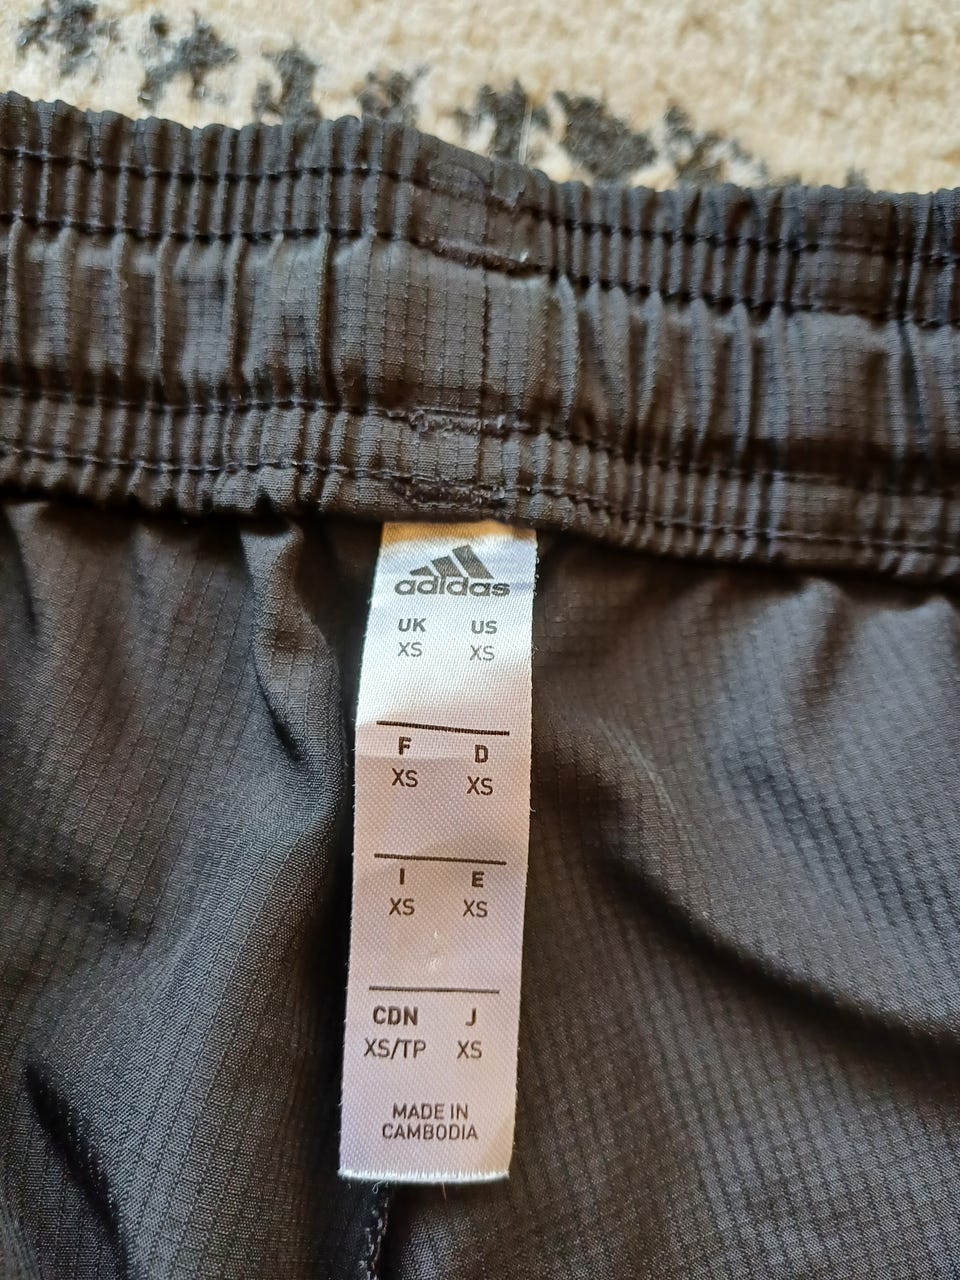 adidas
UK US
XS XS
F D
XS XS
I E
XS XS
CDN J
XS/TP XS
MADE IN
CAMBODIA